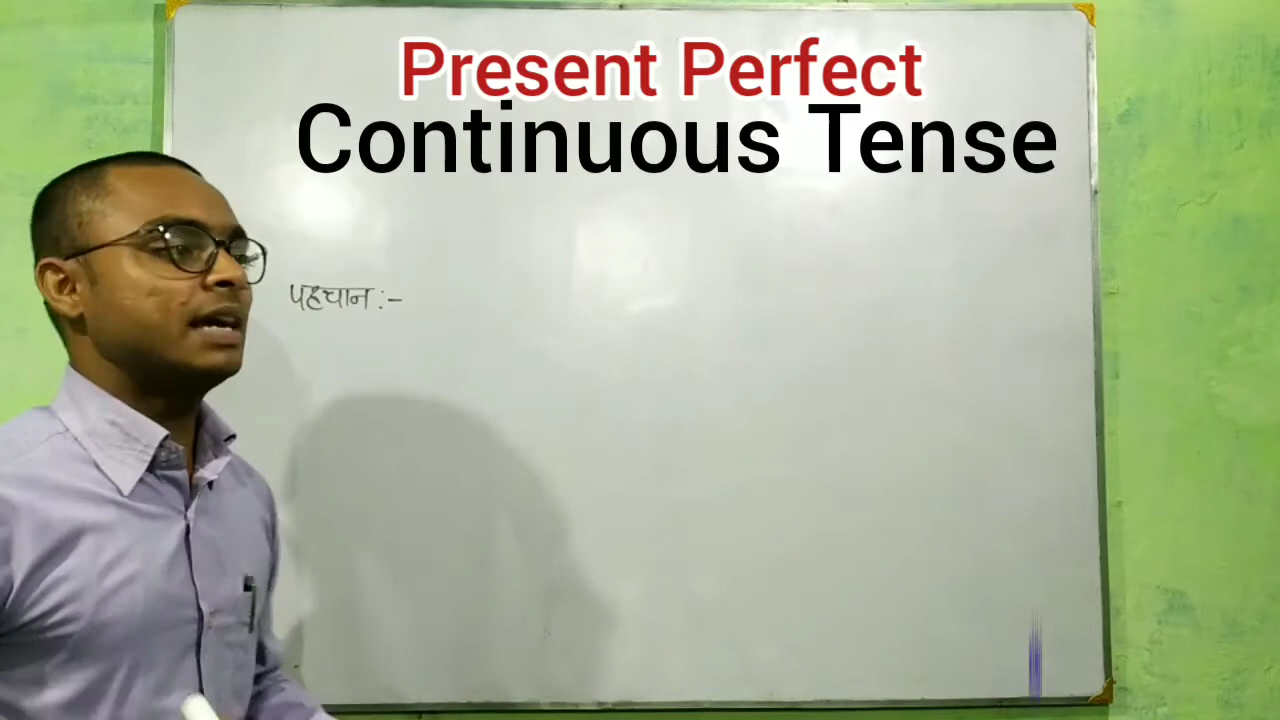 Present Perfect
Continuous Tense
पहचान :-